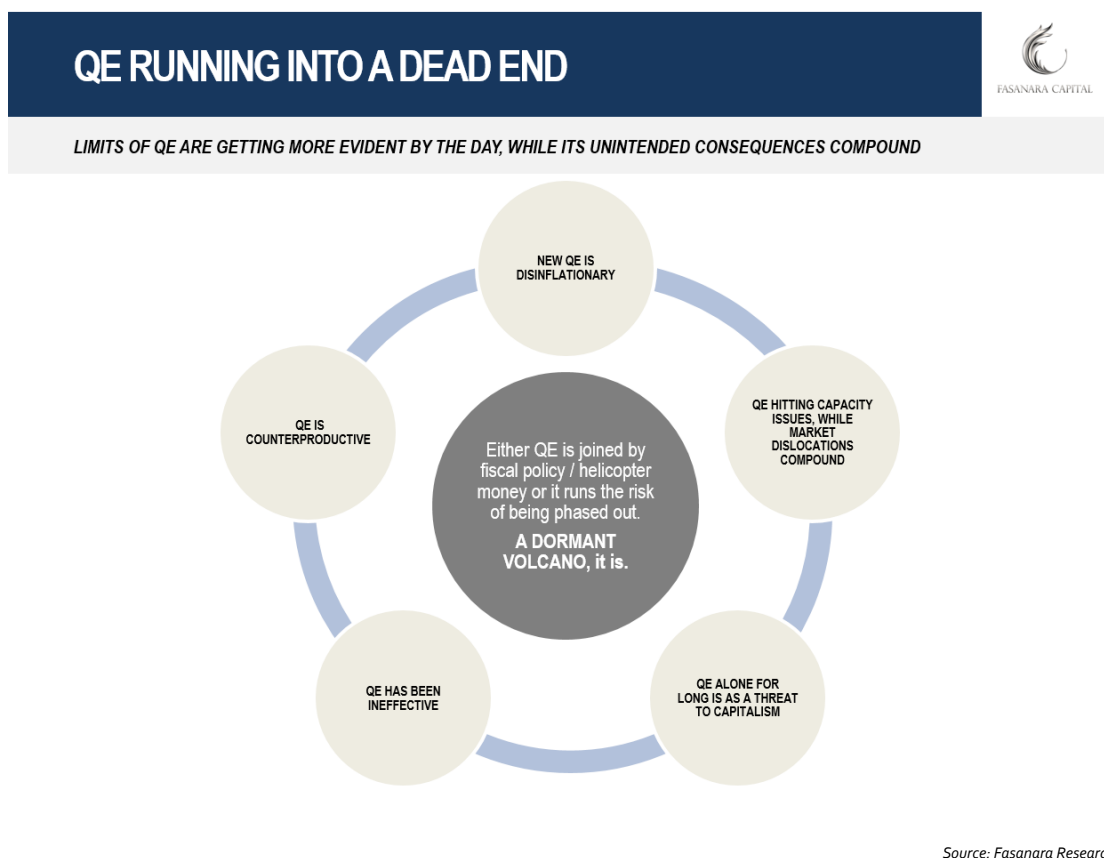 QE RUNNING INTO A DEAD END
FASANARA CAPITAL
LIMITS OF QE ARE GETTING MORE EVIDENT BY THE DAY, WHILE ITS UNINTENDED CONSEQUENCES COMPOUND
NEW QE IS
DISINFLATIONARY
QE HITTING CAPACITY
ISSUES, WHILE
MARKET
DISLOCATIONS
COMPOUND
QE ALONE FOR
LONG IS AS A THREAT
TO CAPITALISM
QE HAS BEEN
INEFFECTIVE
QE IS
COUNTERPRODUCTIVE
Either QE is joined by
fiscal policy / helicopter
money or it runs the risk
of being phased out.
A DORMANT
VOLCANO, it is.
Source: Fasanara Researc